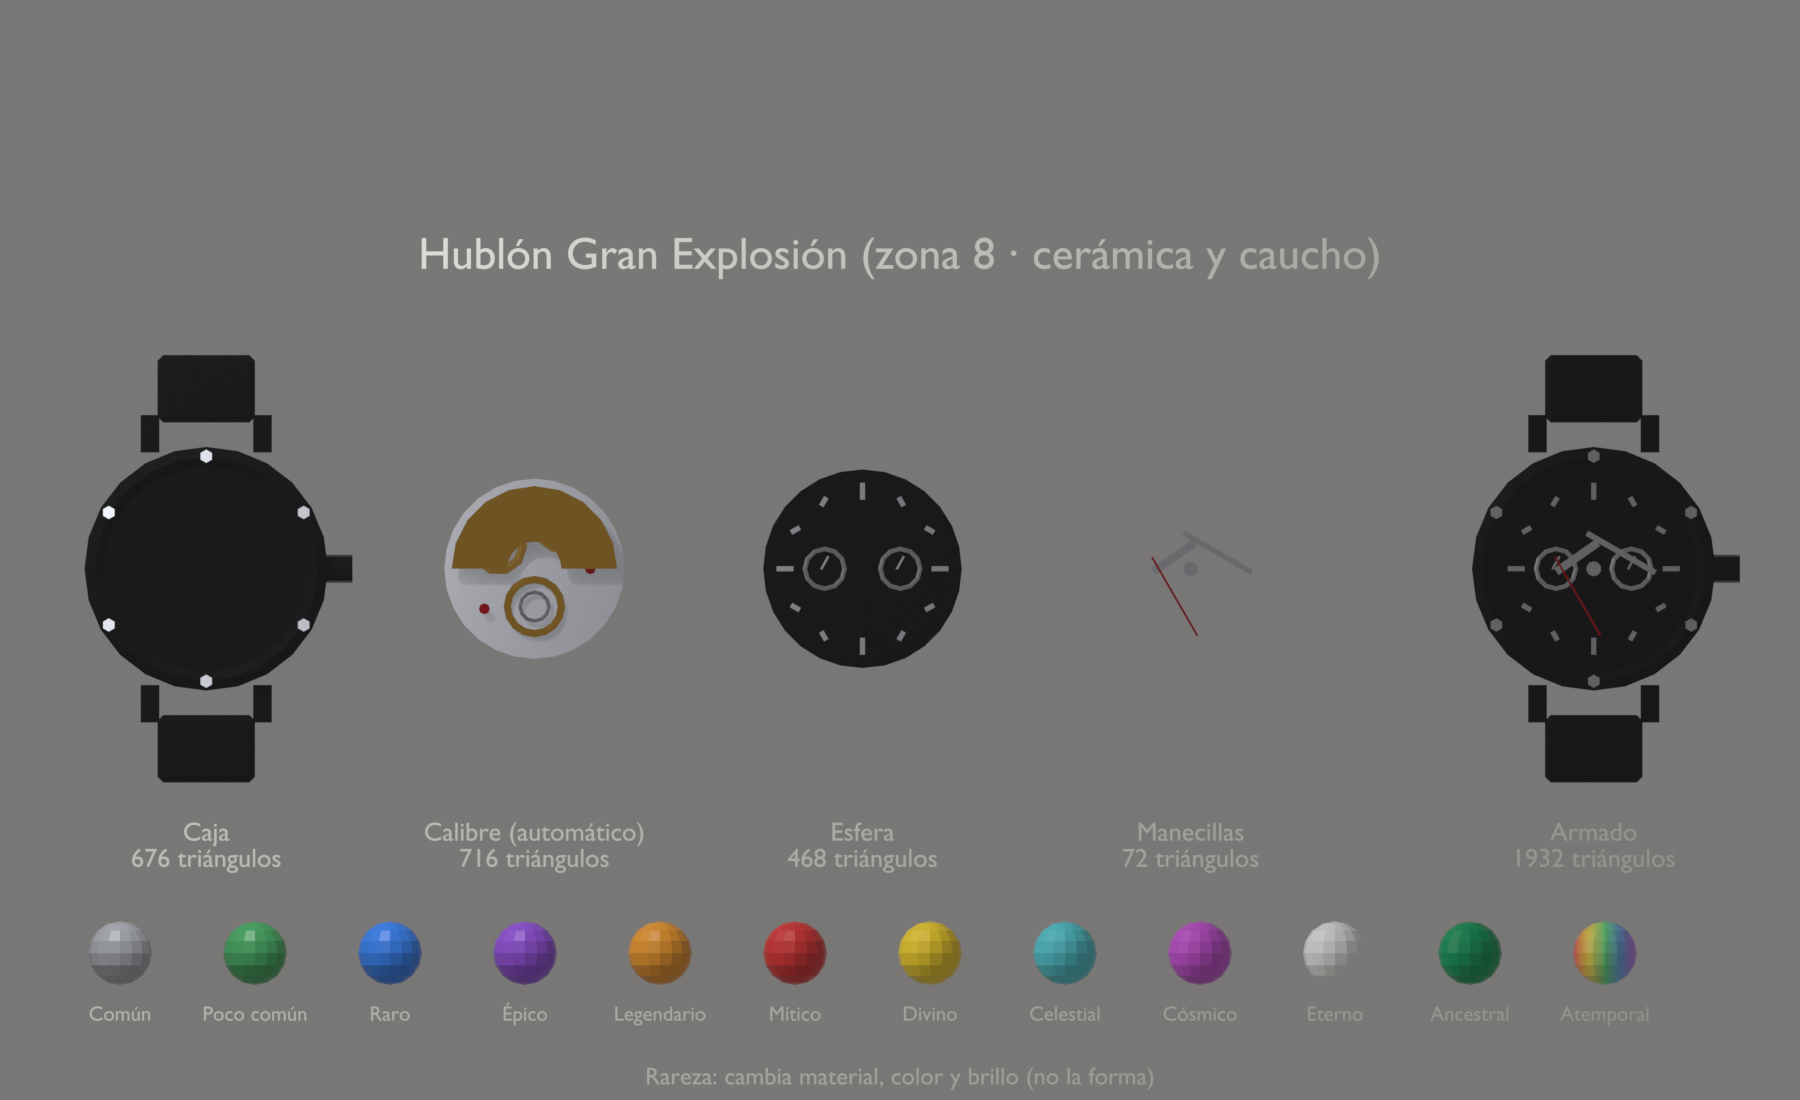 Hublón Gran Explosión (zona 8 · cerámica y caucho)
Caja
676 triángulos
Calibre (automático)
716 triángulos
Esfera
468 triángulos
Manecillas
72 triángulos
Armado
1932 triángulos
Común
Poco común
Raro
Épico
Legendario
Mítico
Divino
Celestial
Cósmico
Eterno
Ancestral
Atemporal
Rareza: cambia material, color y brillo (no la forma)